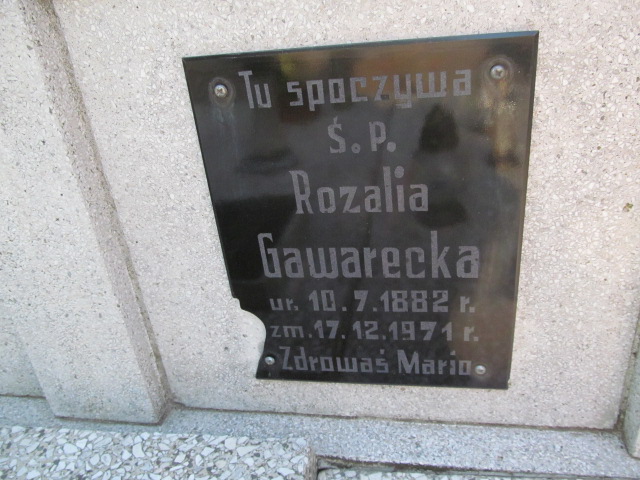 Tu spoczywa
Ś.P.
Rozalia
Gawarecka
ur. 10.7.1882 r.
zm. 17.12.1971 r.
Zdrowaś Mario